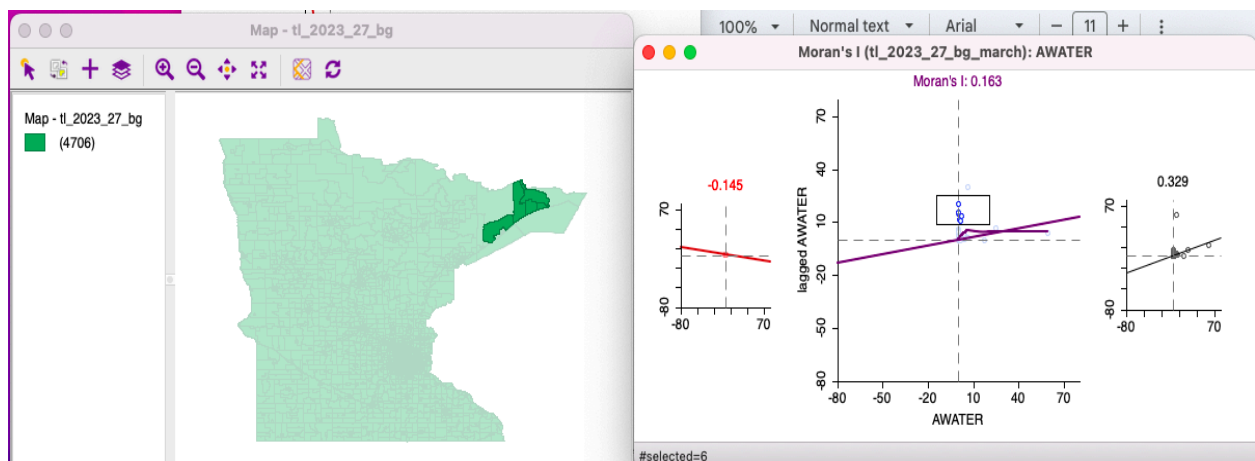 Map - tl_2023_27_bg
100% Normal text Arial − 11 +
Moran's I (tl_2023_27_bg_march): AWATER
Map - tl_2023_27_bg
(4706)
Moran's I: 0.163
-0.145
70
-80
-80 70
70
40
10
-20
-50
-80
lagged AWATER
-80 -50 -20 10 40 70
AWATER
0.329
70
-80
-80 70
#selected=6